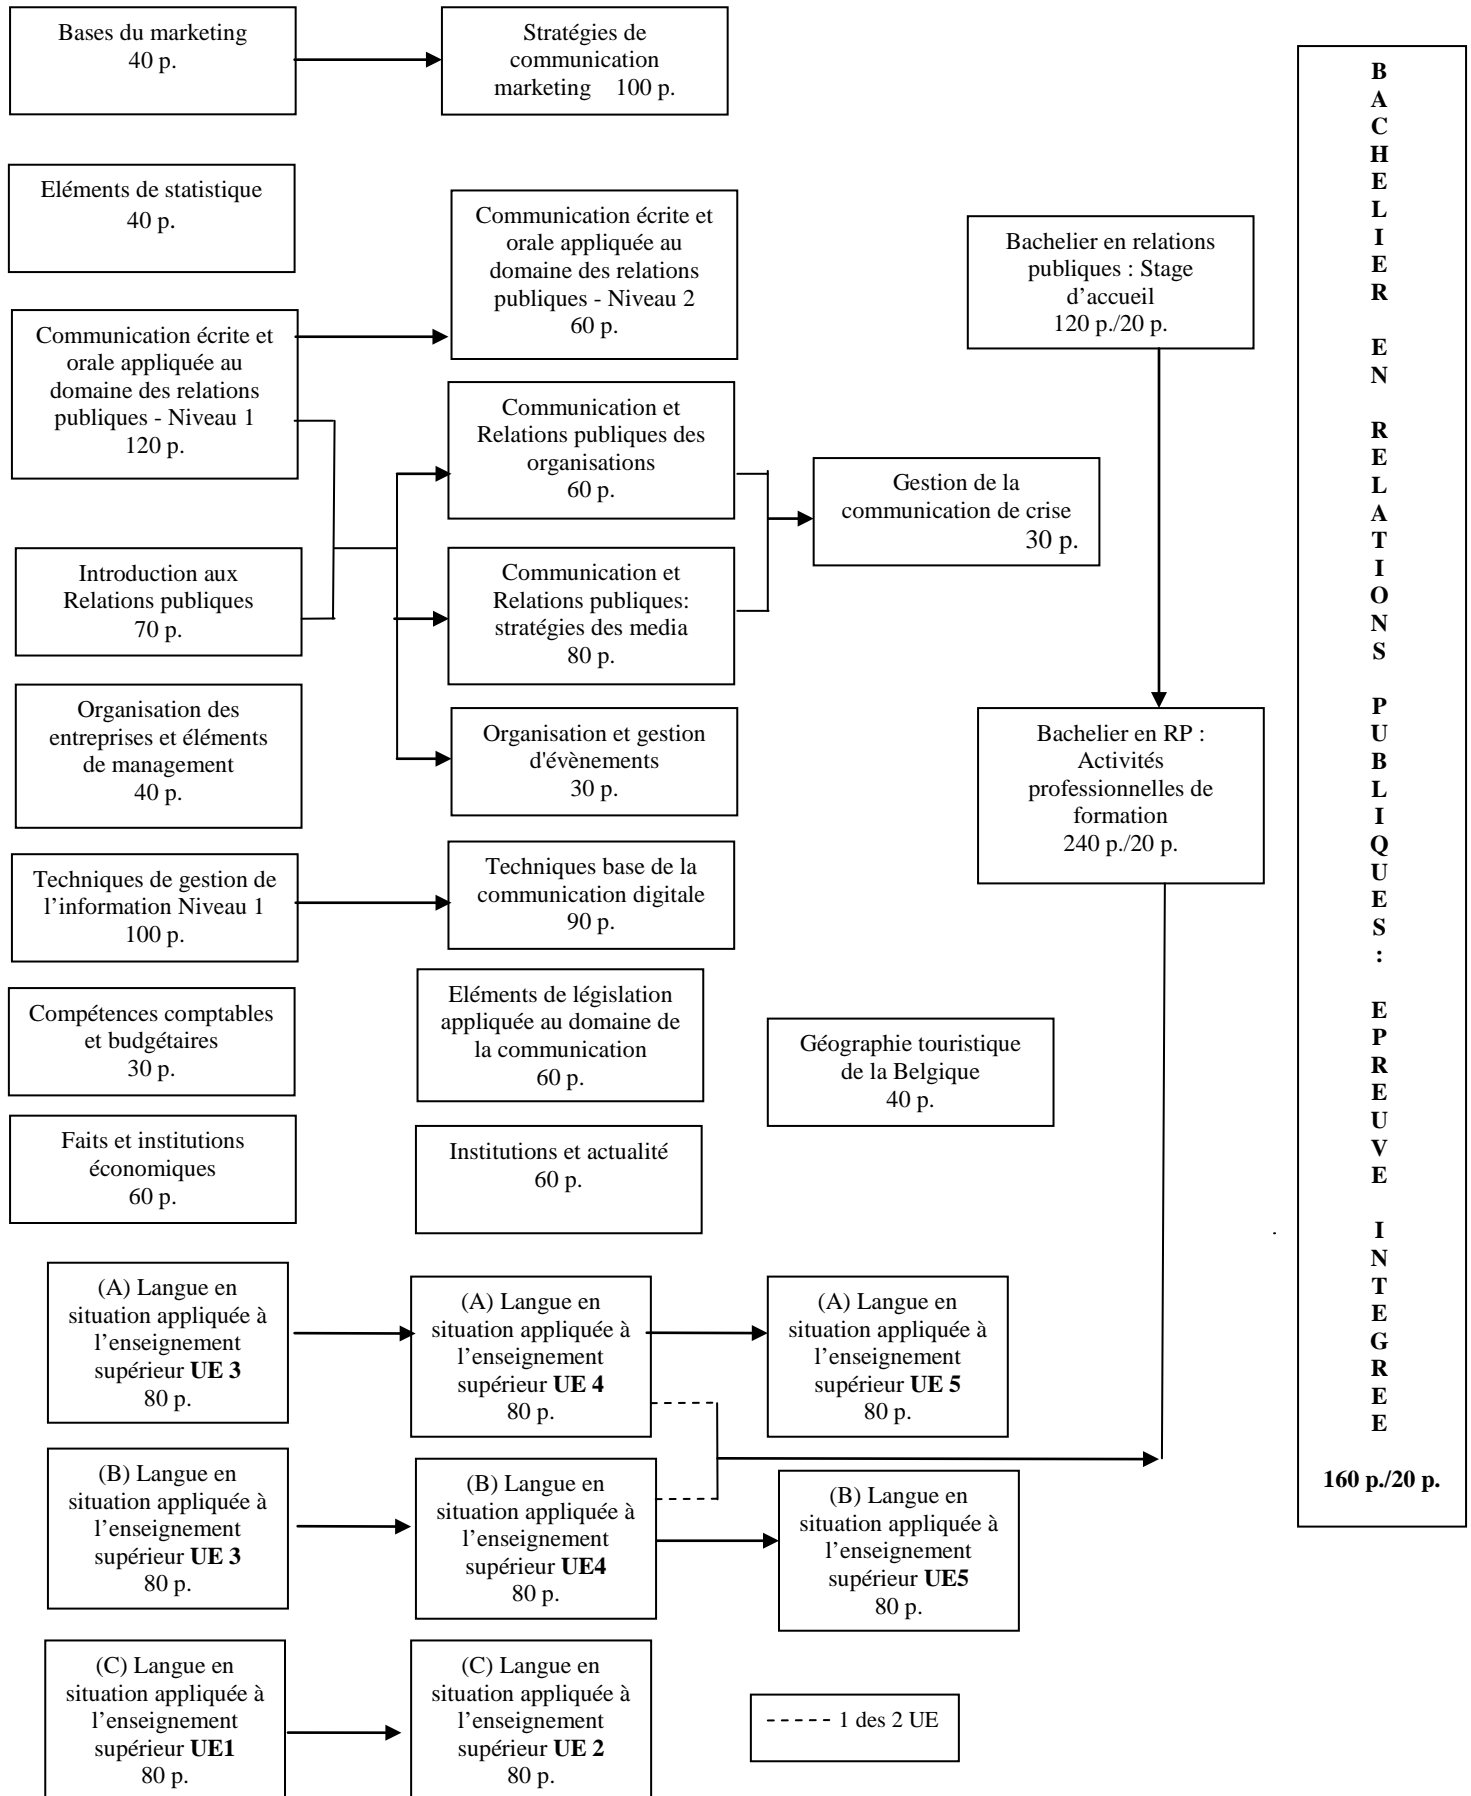 Bases du marketing
40 p.
Stratégies de
communication
marketing 100 p.
Eléments de statistique
40 p.
Communication écrite et
orale appliquée au
domaine des relations
publiques - Niveau 2
60 p.
Bachelier en relations
publiques : Stage
d’accueil
120 p./20 p.
Communication écrite et
orale appliquée au
domaine des relations
publiques - Niveau 1
120 p.
Communication et
Relations publiques des
organisations
60 p.
Gestion de la
communication de crise
30 p.
Introduction aux
Relations publiques
70 p.
Communication et
Relations publiques:
stratégies des media
80 p.
Organisation des
entreprises et éléments
de management
40 p.
Organisation et gestion
d'évènements
30 p.
Bachelier en RP :
Activités
professionnelles de
formation
240 p./20 p.
Techniques de gestion de
l’information Niveau 1
100 p.
Techniques base de la
communication digitale
90 p.
Compétences comptables
et budgétaires
30 p.
Eléments de législation
appliquée au domaine de
la communication
60 p.
Géographie touristique
de la Belgique
40 p.
Faits et institutions
économiques
60 p.
Institutions et actualité
60 p.
(A) Langue en
situation appliquée à
l’enseignement
supérieur UE 3
80 p.
(A) Langue en
situation appliquée à
l’enseignement
supérieur UE 4
80 p.
(A) Langue en
situation appliquée à
l’enseignement
supérieur UE 5
80 p.
(B) Langue en
situation appliquée à
l’enseignement
supérieur UE 3
80 p.
(B) Langue en
situation appliquée à
l’enseignement
supérieur UE4
80 p.
(B) Langue en
situation appliquée à
l’enseignement
supérieur UE5
80 p.
(C) Langue en
situation appliquée à
l’enseignement
supérieur UE1
80 p.
(C) Langue en
situation appliquée à
l’enseignement
supérieur UE 2
80 p.
----- 1 des 2 UE
BACHELIER EN RELATIONS PUBLIQUES: EPREUVE INTEGREE
160 p./20 p.